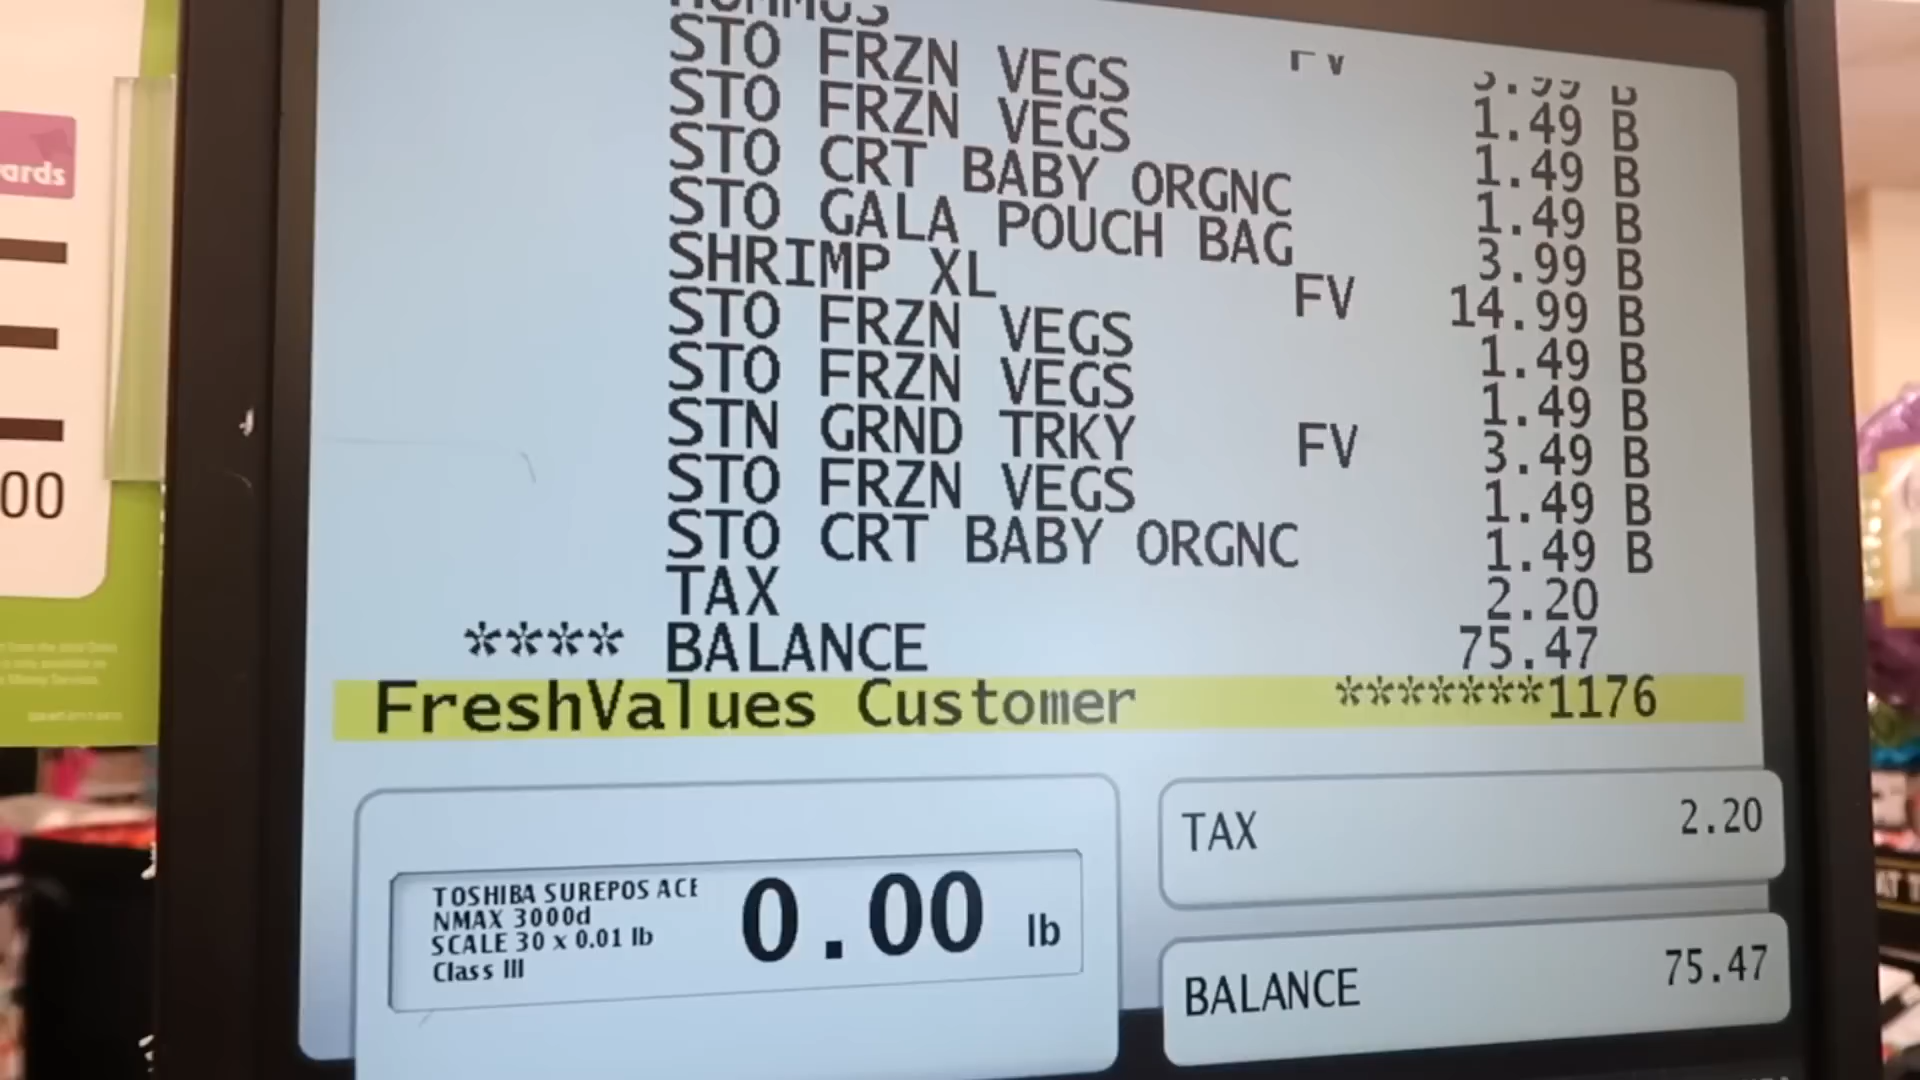 HUMMUS FV 3.99 B
STO FRZN VEGS 1.49 B
STO FRZN VEGS 1.49 B
STO CRT BABY ORGNC 1.49 B
STO GALA POUCH BAG 3.99 B
SHRIMP XL FV 14.99 B
STO FRZN VEGS 1.49 B
STO FRZN VEGS 1.49 B
STN GRND TRKY FV 3.49 B
STO FRZN VEGS 1.49 B
STO CRT BABY ORGNC 1.49 B
TAX 2.20
**** BALANCE 75.47
FreshValues Customer *******1176
TOSHIBA SUREPOS ACE
NMAX 3000d
SCALE 30 x 0.01 lb
Class III
0.00 lb
TAX 2.20
BALANCE 75.47
ards
00